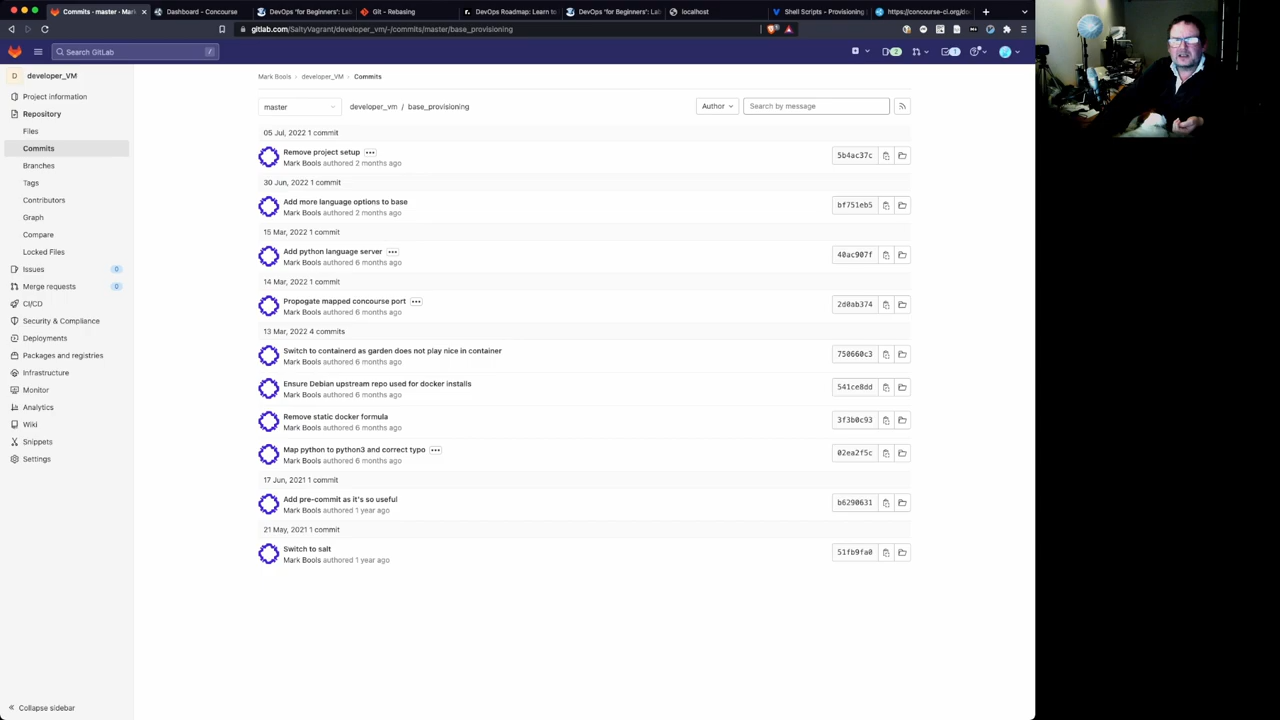 Commits · master · Mar
Dashboard - Concourse
DevOps "for Beginners": Lab
Git - Rebasing
DevOps Roadmap: Learn to
DevOps "for Beginners": Lab
localhost
Shell Scripts - Provisioning
https://concourse-ci.org/do
gitlab.com/SaltyVagrant/developer_vm/-/commits/master/base_provisioning
Search GitLab
/
2
1
D
developer_VM
Project information
Repository
Files
Commits
Branches
Tags
Contributors
Graph
Compare
Locked Files
Issues
0
Merge requests
0
CI/CD
Security & Compliance
Deployments
Packages and registries
Infrastructure
Monitor
Analytics
Wiki
Snippets
Settings
Collapse sidebar
Mark Bools
developer_VM
Commits
master
developer_vm / base_provisioning
Author
Search by message
05 Jul, 2022 1 commit
Remove project setup
Mark Bools authored 2 months ago
5b4ac37c
30 Jun, 2022 1 commit
Add more language options to base
Mark Bools authored 2 months ago
bf751eb5
15 Mar, 2022 1 commit
Add python language server
Mark Bools authored 6 months ago
40ac907f
14 Mar, 2022 1 commit
Propogate mapped concourse port
Mark Bools authored 6 months ago
2d0ab374
13 Mar, 2022 4 commits
Switch to containerd as garden does not play nice in container
Mark Bools authored 6 months ago
750660c3
Ensure Debian upstream repo used for docker installs
Mark Bools authored 6 months ago
541ce8dd
Remove static docker formula
Mark Bools authored 6 months ago
3f3b0c93
Map python to python3 and correct typo
Mark Bools authored 6 months ago
02ea2f5c
17 Jun, 2021 1 commit
Add pre-commit as it's so useful
Mark Bools authored 1 year ago
b6290631
21 May, 2021 1 commit
Switch to salt
Mark Bools authored 1 year ago
51fb9fa0